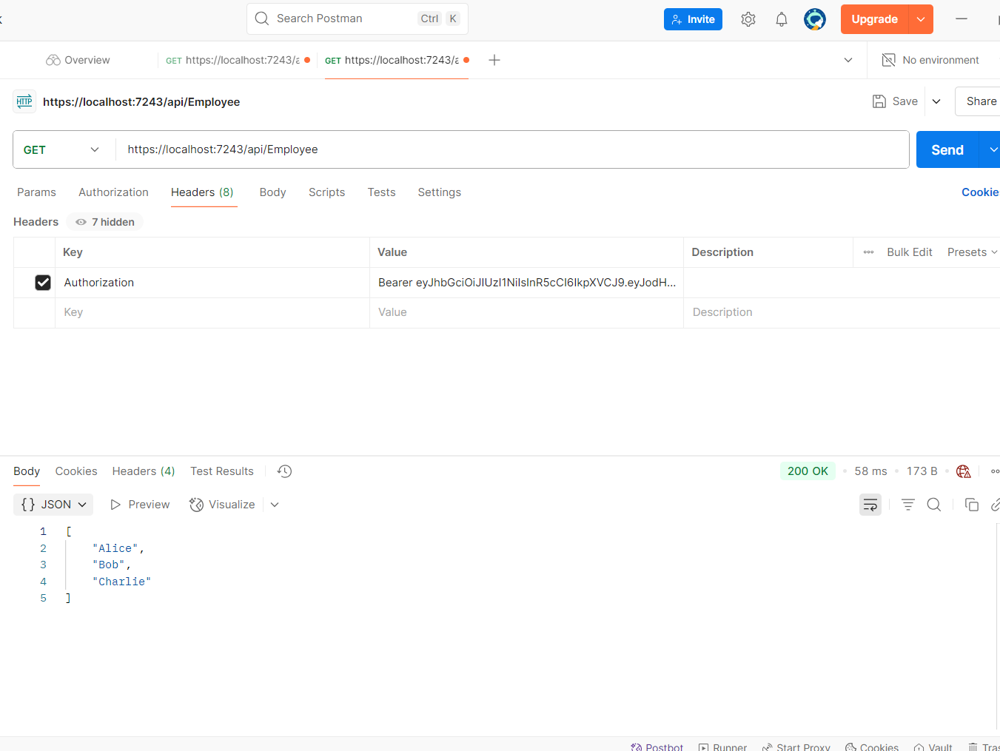 Search Postman Ctrl K Invite Upgrade
Overview GET https://localhost:7243/a GET https://localhost:7243/a No environment
HTTP https://localhost:7243/api/Employee Save Share
GET https://localhost:7243/api/Employee Send
Params Authorization Headers (8) Body Scripts Tests Settings Cookie
Headers 7 hidden
Key Value Description Bulk Edit Presets
Authorization Bearer eyJhbGciOiJIUzI1NiIsInR5cCI6IkpXVCJ9.eyJodH...
Key Value Description
Body Cookies Headers (4) Test Results 200 OK 58 ms 173 B
{} JSON Preview Visualize
1 [
2 "Alice",
3 "Bob",
4 "Charlie"
5 ]
Postbot Runner Start Proxy Cookies Vault Tras